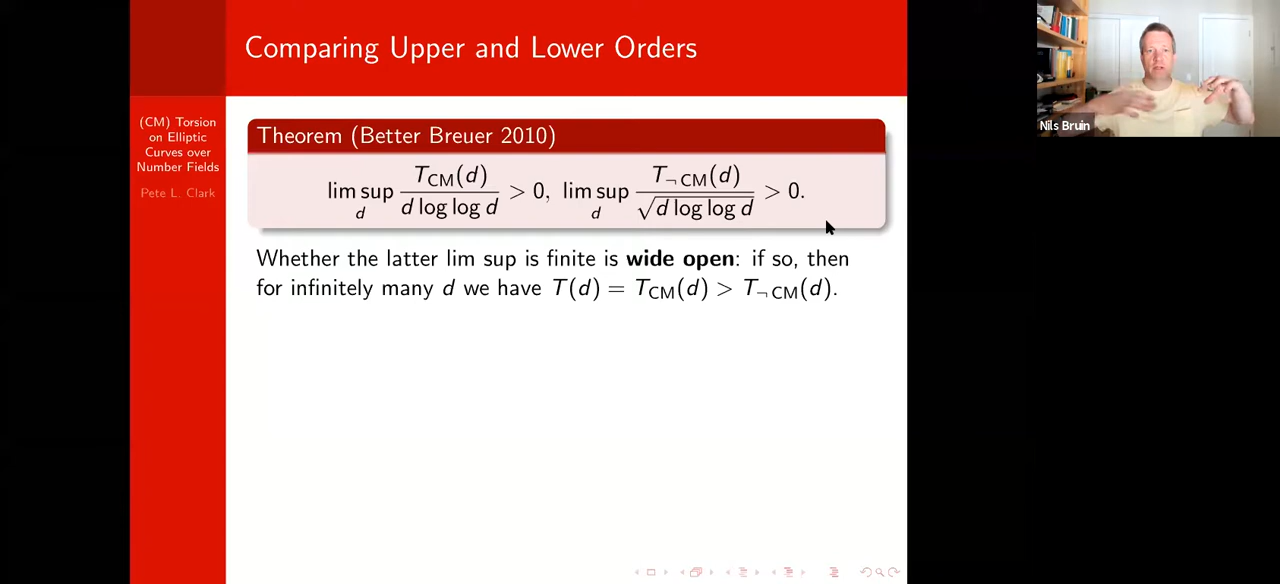 Comparing Upper and Lower Orders
(CM) Torsion
on Elliptic
Curves over
Number Fields
Pete L. Clark
Theorem (Better Breuer 2010)
lim sup_d T_CM(d) / (d log log d) > 0, lim sup_d T_¬CM(d) / √(d log log d) > 0.
Whether the latter lim sup is finite is wide open: if so, then
for infinitely many d we have T(d) = T_CM(d) > T_¬CM(d).
Nils Bruin